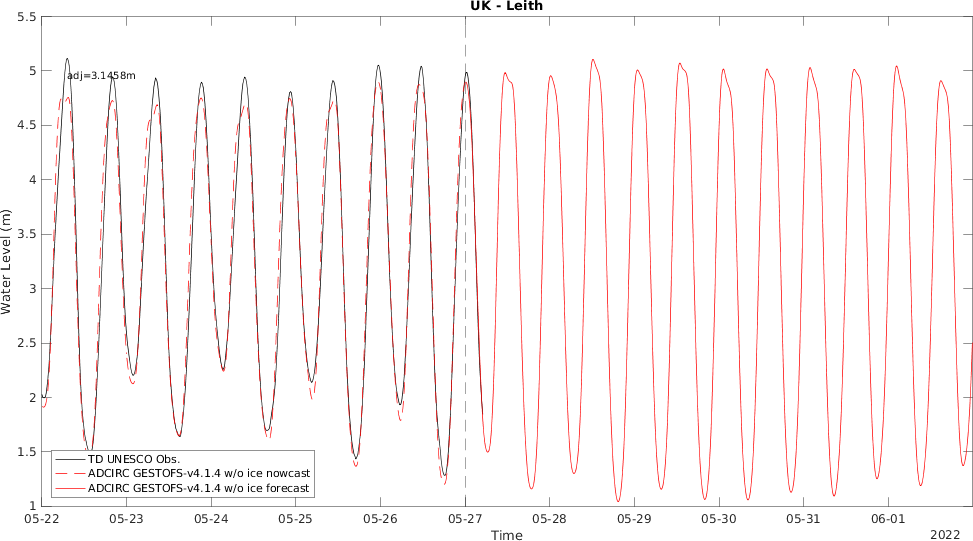 UK - Leith
5.5
5
4.5
4
3.5
3
2.5
2
1.5
1
Water Level (m)
adj=3.1458m
TD UNESCO Obs.
ADCIRC GESTOFS-v4.1.4 w/o ice nowcast
ADCIRC GESTOFS-v4.1.4 w/o ice forecast
05-22 05-23 05-24 05-25 05-26 05-27 05-28 05-29 05-30 05-31 06-01
Time
2022